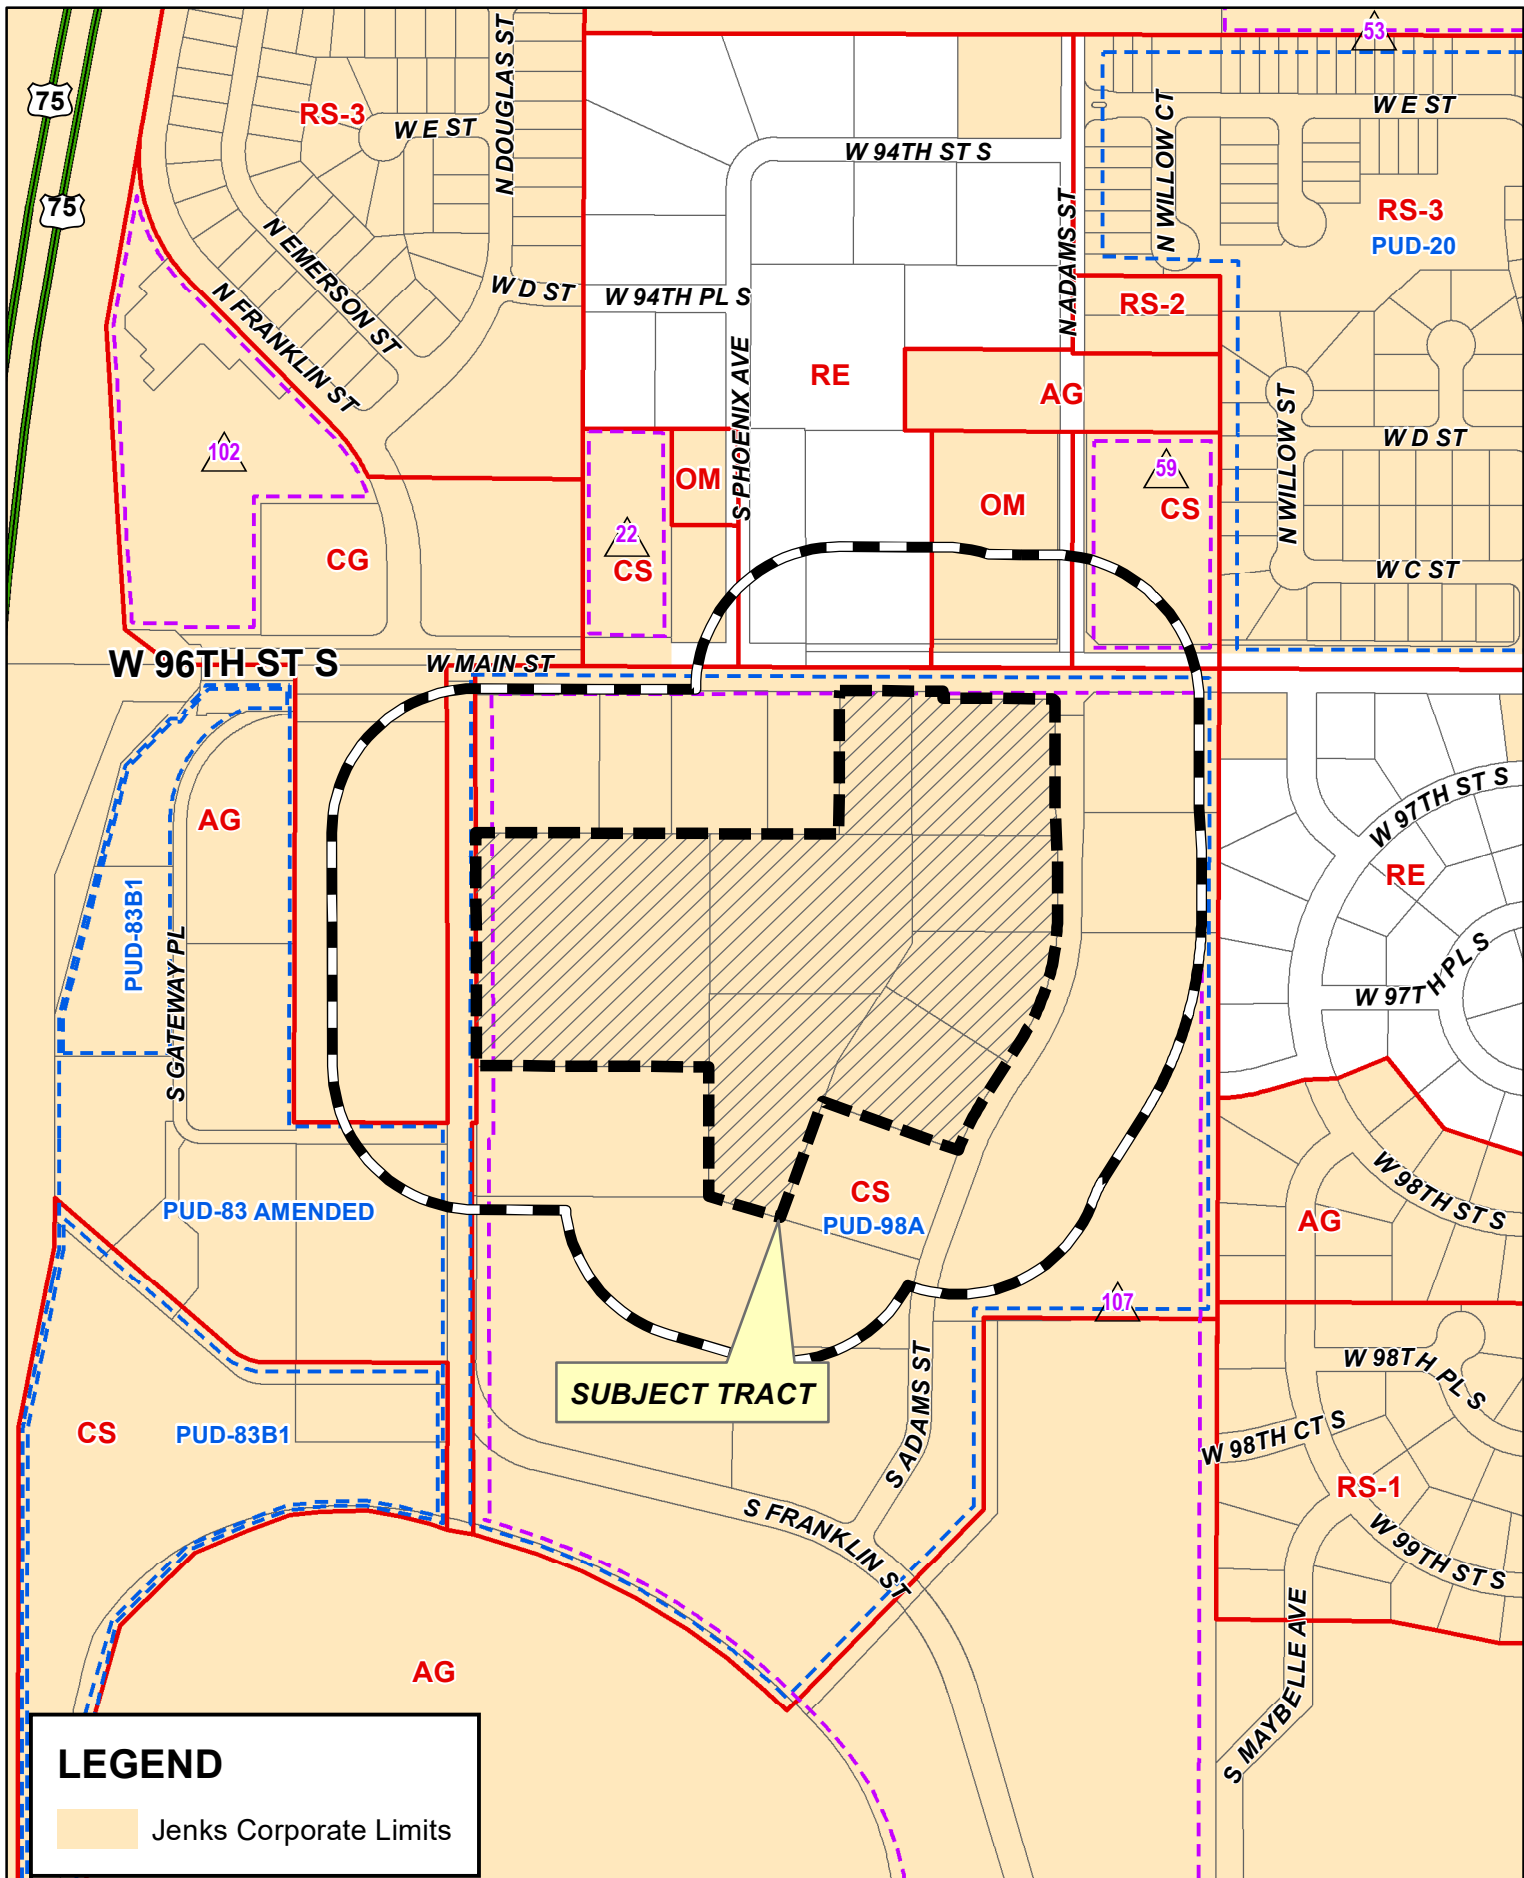 53
75
N DOUGLAS ST
RS-3
W E ST
N WILLOW CT
W E ST
W 94TH ST S
75
N ADAMS ST
RS-3
PUD-20
N EMERSON ST
W D ST
W 94TH PL S
RS-2
N FRANKLIN ST
S PHOENIX AVE
RE
AG
N WILLOW ST
W D ST
102
OM
59
OM
CS
22
CG
CS
W C ST
W 96TH ST S
W MAIN ST
W 97TH ST S
AG
RE
PUD-83B1
S GATEWAY PL
W 97TH PL S
W 98TH ST S
PUD-83 AMENDED
CS
PUD-98A
AG
107
W 98TH PL S
SUBJECT TRACT
S ADAMS ST
W 98TH CT S
CS
PUD-83B1
RS-1
S FRANKLIN ST
W 99TH ST S
S MAYBELLE AVE
AG
LEGEND
Jenks Corporate Limits